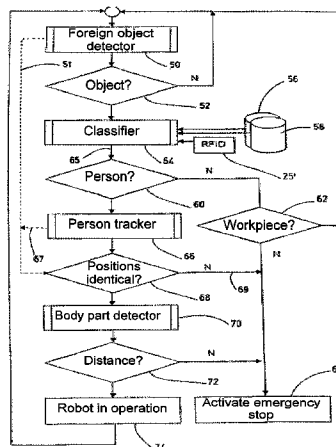 Foreign object
detector
51
50
Object?
N
52
56
58
Classifier
RFID
65
64
25'
Person?
N
60
62
Person tracker
Workpiece?
67
66
N
Positions
identical?
N
69
68
Body part detector
70
Distance?
N
72
Robot in operation
Activate emergency
stop